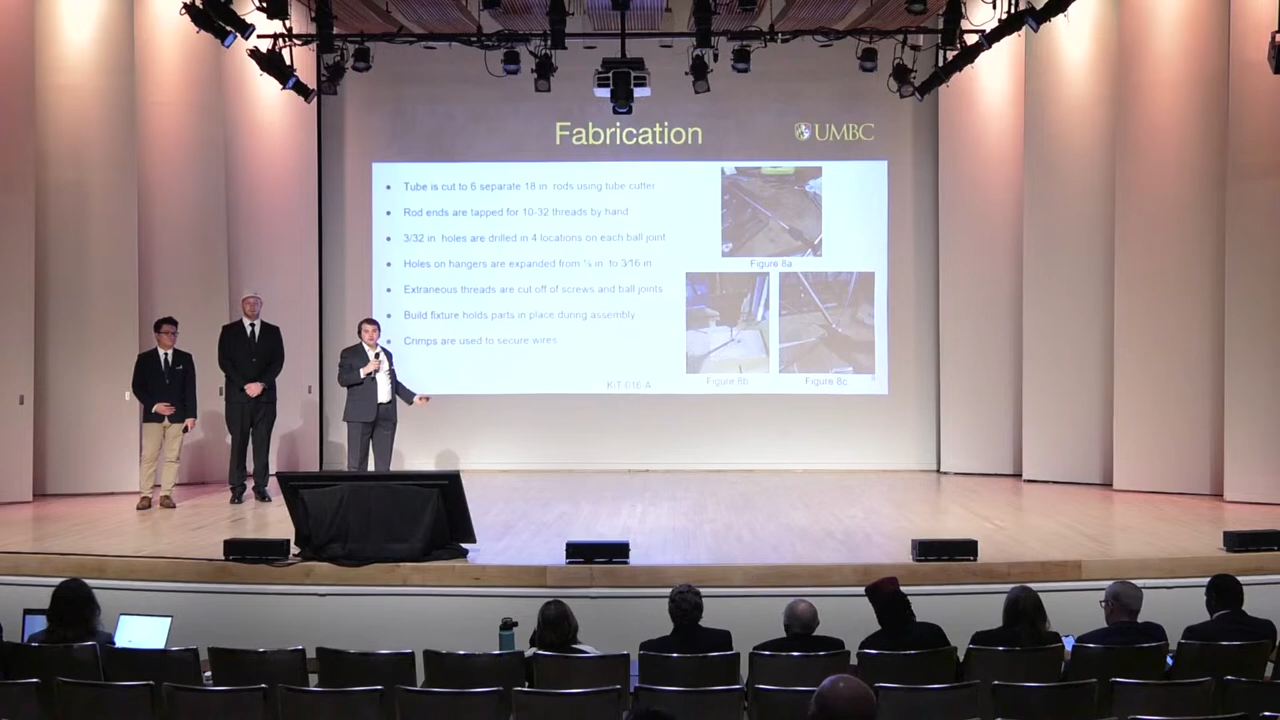 Fabrication
UMBC
• Tube is cut to 6 separate 18 in. rods using tube cutter
• Rod ends are tapped for 10-32 threads by hand
• 3/32 in. holes are drilled in 4 locations on each ball joint
• Holes on hangers are expanded from ⅛ in. to 3/16 in.
• Extraneous threads are cut off of screws and ball joints
• Build fixture holds parts in place during assembly
• Crimps are used to secure wires
Figure 8a.
Figure 8b.
Figure 8c.